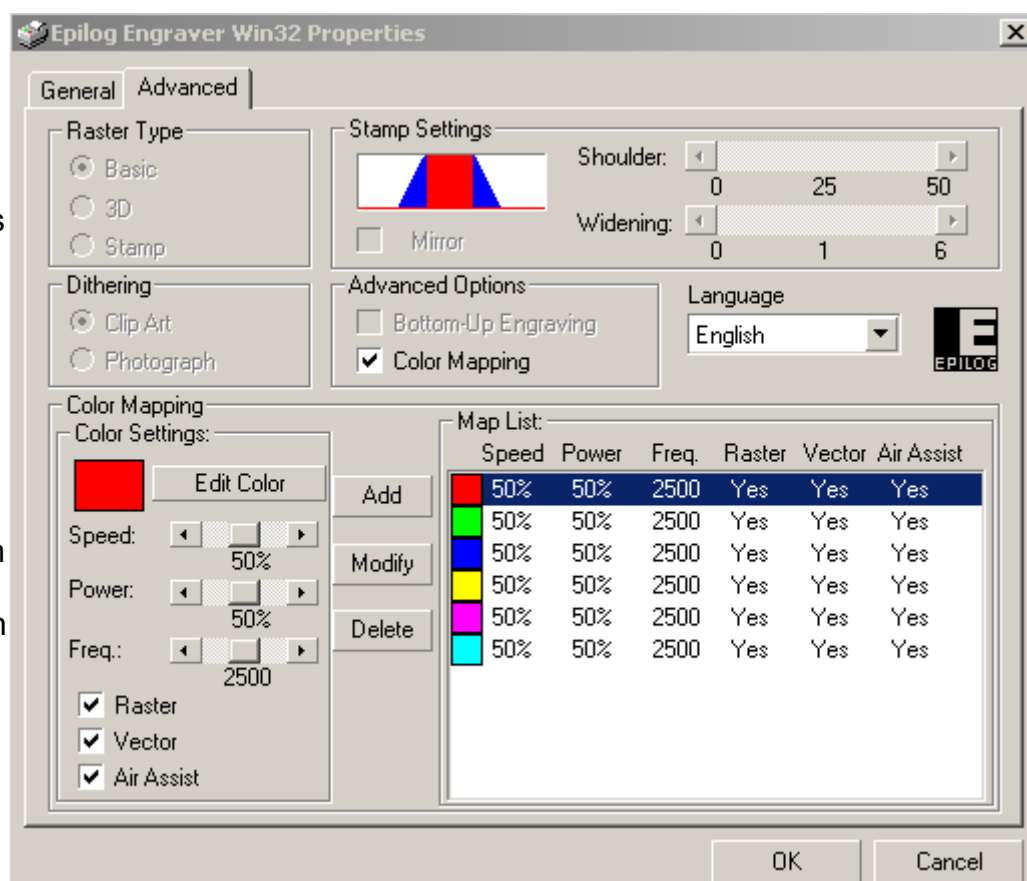 Epilog Engraver Win32 Properties
General Advanced
Raster Type
Basic
3D
Stamp
Stamp Settings
Shoulder:
0 25 50
Widening:
0 1 6
Mirror
Dithering
Clip Art
Photograph
Advanced Options
Bottom-Up Engraving
Color Mapping
Language
English
E
EPILOG
Color Mapping
Color Settings:
Edit Color
Speed:
50%
Power:
50%
Freq.:
2500
Raster
Vector
Air Assist
Add
Modify
Delete
Map List:
Speed Power Freq. Raster Vector Air Assist
50% 50% 2500 Yes Yes Yes
50% 50% 2500 Yes Yes Yes
50% 50% 2500 Yes Yes Yes
50% 50% 2500 Yes Yes Yes
50% 50% 2500 Yes Yes Yes
50% 50% 2500 Yes Yes Yes
OK Cancel
s
n
n